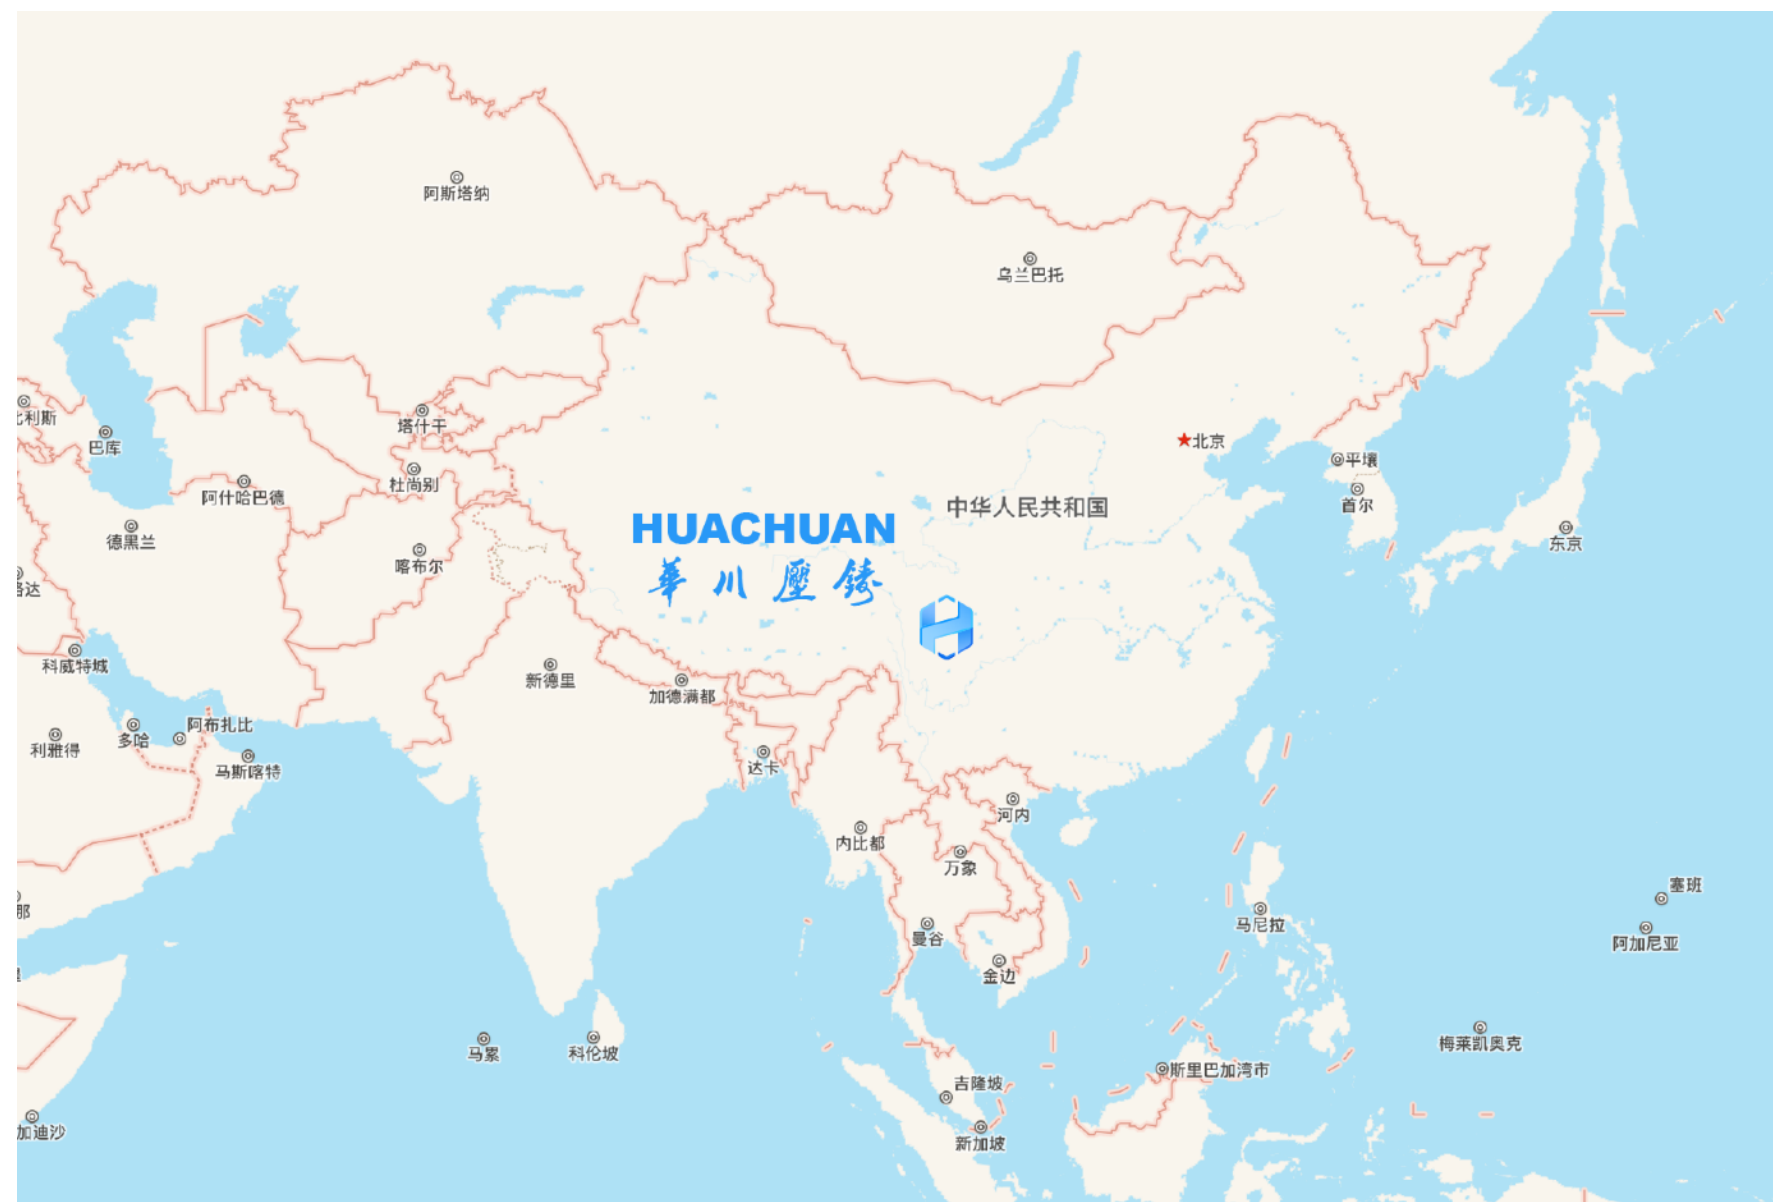 阿斯塔纳
乌兰巴托
比利斯
塔什干
北京
巴库
平壤
杜尚别
阿什哈巴德
首尔
中华人民共和国
HUACHUAN
德黑兰
东京
喀布尔
華川壓鑄
科威特城
新德里
加德满都
阿布扎比
多哈
利雅得
马斯喀特
达卡
河内
内比都
万象
塞班
马尼拉
曼谷
阿加尼亚
金边
马累
科伦坡
梅莱凯奥克
斯里巴加湾市
吉隆坡
加迪沙
新加坡